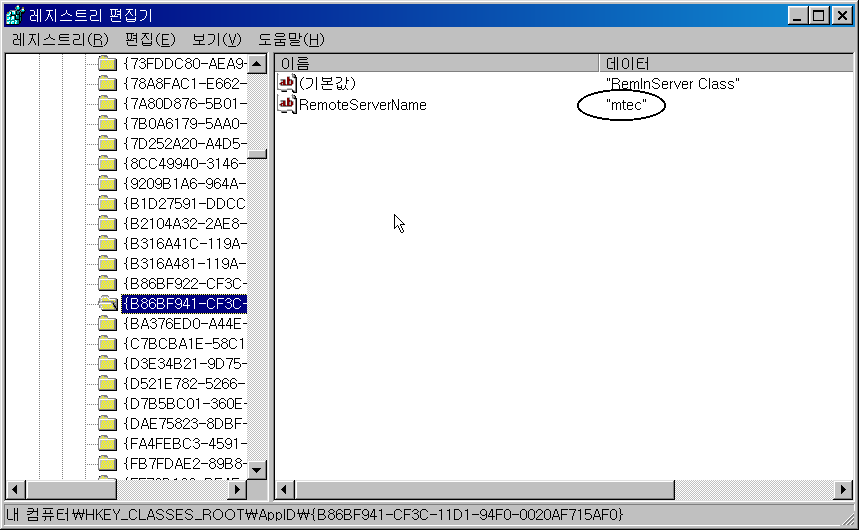 레지스트리 편집기
레지스트리(R) 편집(E) 보기(V) 도움말(H)
이름 데이터
{73FDDC80-AEA9-
{78A8FAC1-E662-
{7A80D876-5B01-
{7B0A6179-5AA0-
{7D252A20-A4D5-
{8CC49940-3146-
{9209B1A6-964A-
{B1D27591-DDCC
{B2104A32-2AE8-
{B316A41C-119A-
{B316A481-119A-
{B86BF922-CF3C-
{B86BF941-CF3C-
{BA376ED0-A44E-
{C7BCBA1E-58C1
{D3E34B21-9D75-
{D521E782-5266-
{D7B5BC01-360E-
{DAE75823-8DBF-
{FA4FEBC3-4591-
{FB7FDAE2-89B8-
(기본값) "RemInServer Class"
RemoteServerName "mtec"
내 컴퓨터₩HKEY_CLASSES_ROOT₩AppID₩{B86BF941-CF3C-11D1-94F0-0020AF715AF0}